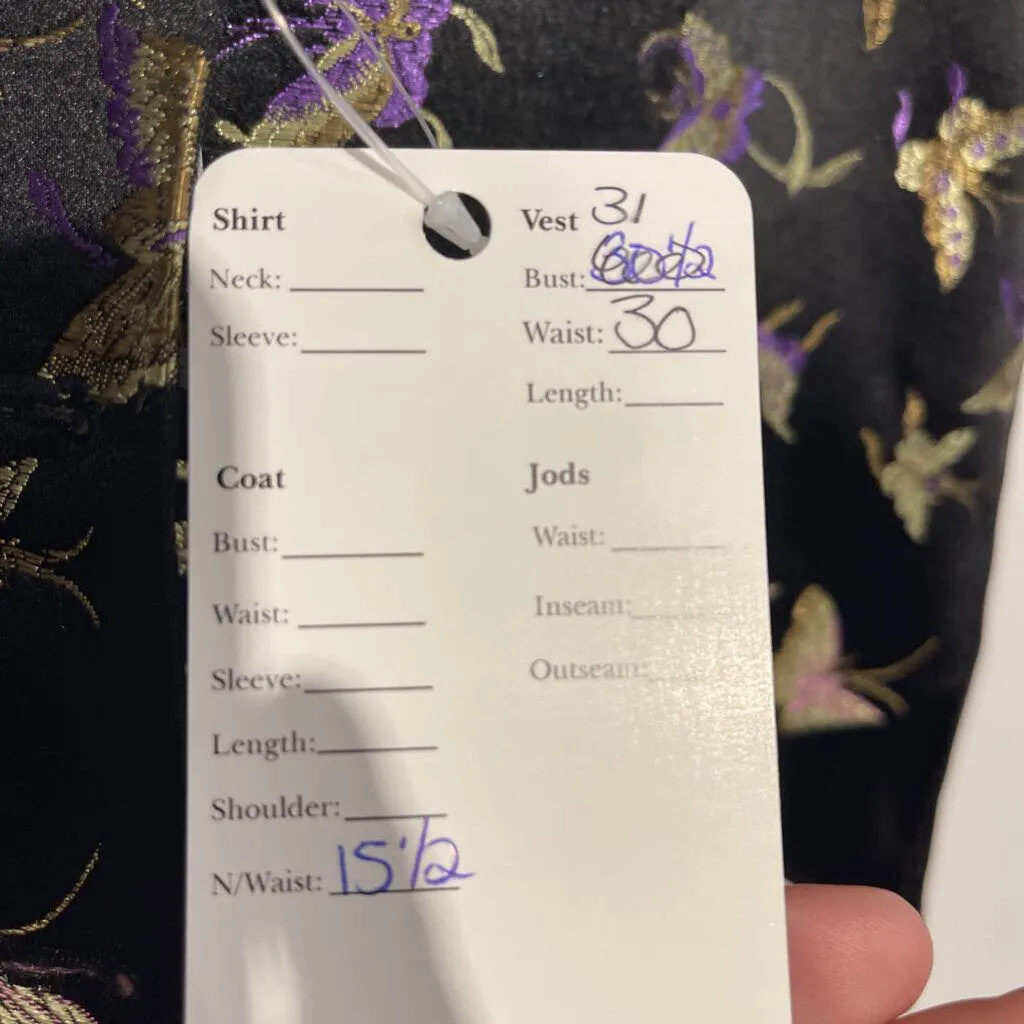 Shirt
Neck:
Sleeve:
Vest 31
Bust:
Waist: 30
Length:
Coat
Bust:
Waist:
Sleeve:
Length:
Shoulder:
N/Waist: 15 1/2
Jods
Waist:
Inseam:
Outseam: